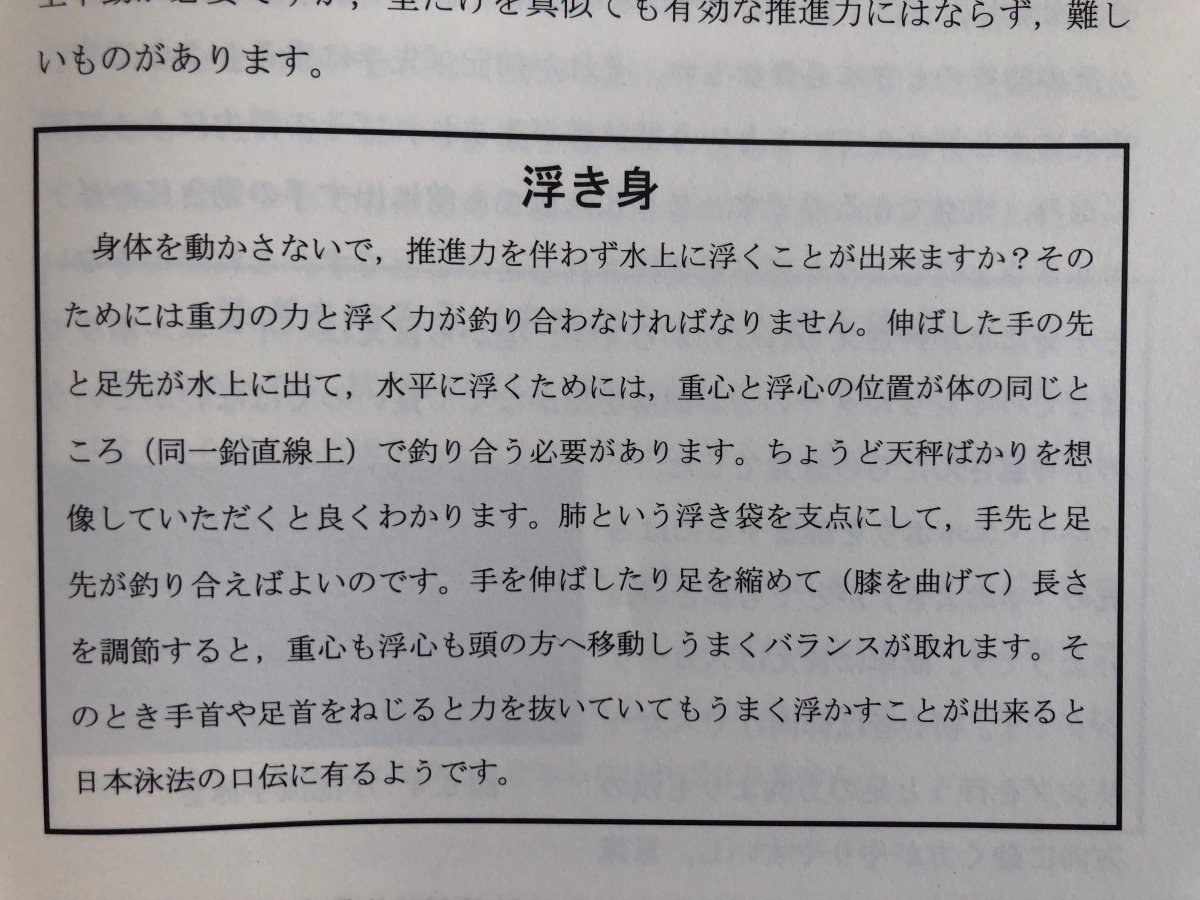 真似ても有効な推進力にはならず，難し
いものがあります。
浮き身
身体を動かさないで，推進力を伴わず水上に浮くことが出来ますか？その
ためには重力の力と浮く力が釣り合わなければなりません。伸ばした手の先
と足先が水上に出て，水平に浮くためには，重心と浮心の位置が体の同じと
ころ（同一鉛直線上）で釣り合う必要があります。ちょうど天秤ばかりを想
像していただくと良くわかります。肺という浮き袋を支点にして，手先と足
先が釣り合えばよいのです。手を伸ばしたり足を縮めて（膝を曲げて）長さ
を調節すると，重心も浮心も頭の方へ移動しうまくバランスが取れます。そ
のとき手首や足首をねじると力を抜いていてもうまく浮かすことが出来ると
日本泳法の口伝に有るようです。